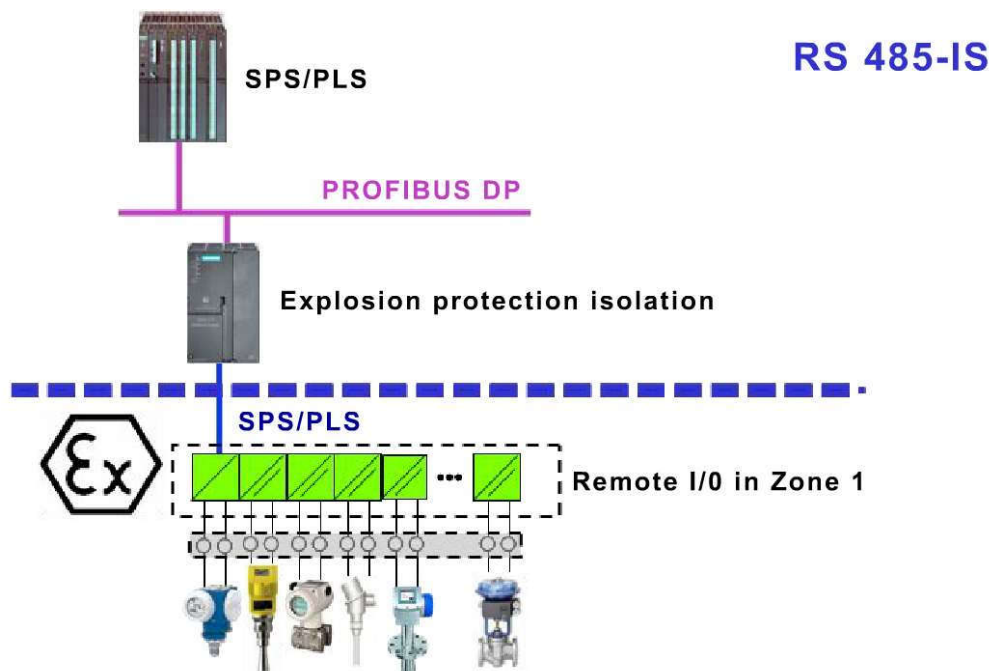 RS 485-IS
SPS/PLS
PROFIBUS DP
Explosion protection isolation
SPS/PLS
Ex
Remote I/0 in Zone 1